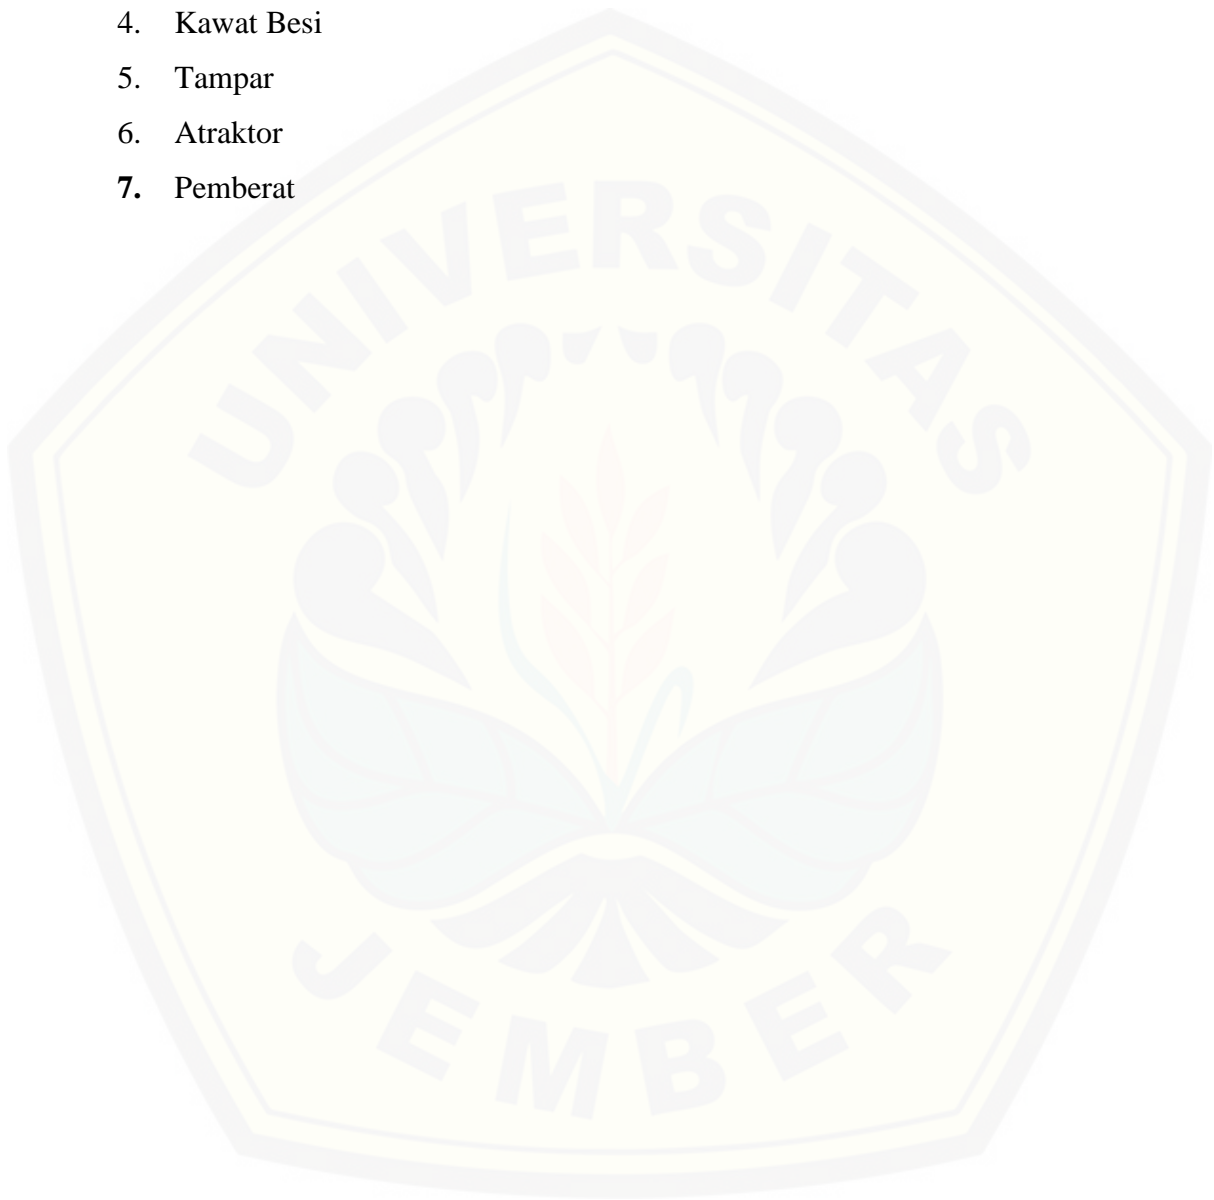 4. Kawat Besi
5. Tampar
6. Atraktor
7. Pemberat
UNIVERSITAS
JEMBER